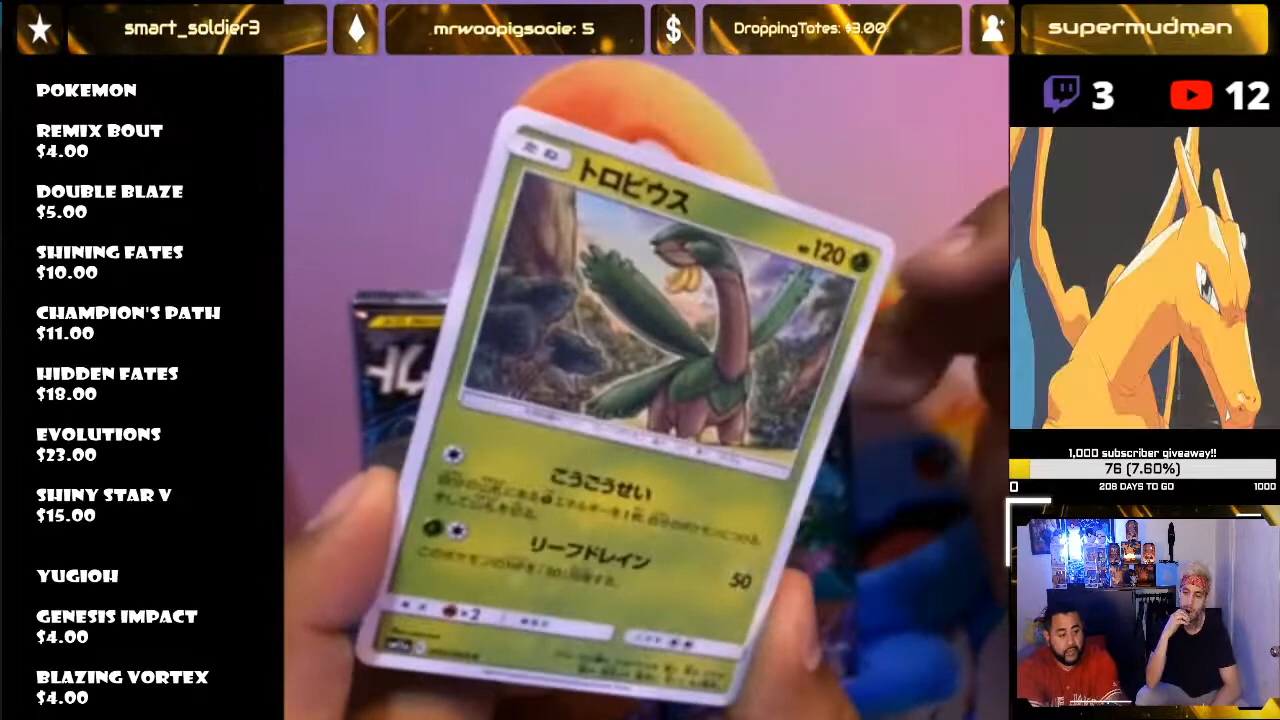 smart_soldier3
mrwoopigsooie: 5
$
DroppingTotes: $3.00
supermudman
3
12
POKEMON
REMIX BOUT
$4.00
DOUBLE BLAZE
$5.00
SHINING FATES
$10.00
CHAMPION'S PATH
$11.00
HIDDEN FATES
$18.00
EVOLUTIONS
$23.00
SHINY STAR V
$15.00
YUGIOH
GENESIS IMPACT
$4.00
BLAZING VORTEX
$4.00
たね
トロピウス
HP 120
こうごうせい
リーフドレイン
50
×2
1,000 subscriber giveaway!!
76 (7.60%)
0
208 DAYS TO GO
1000